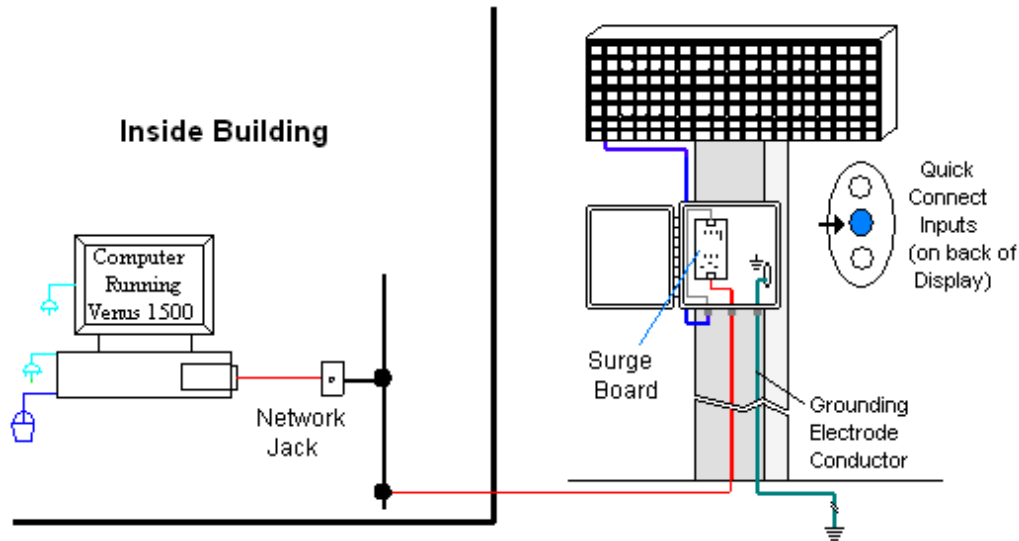 Inside Building
Computer
Running
Venus 1500
Network
Jack
Quick
Connect
Inputs
(on back of
Display)
Surge
Board
Grounding
Electrode
Conductor